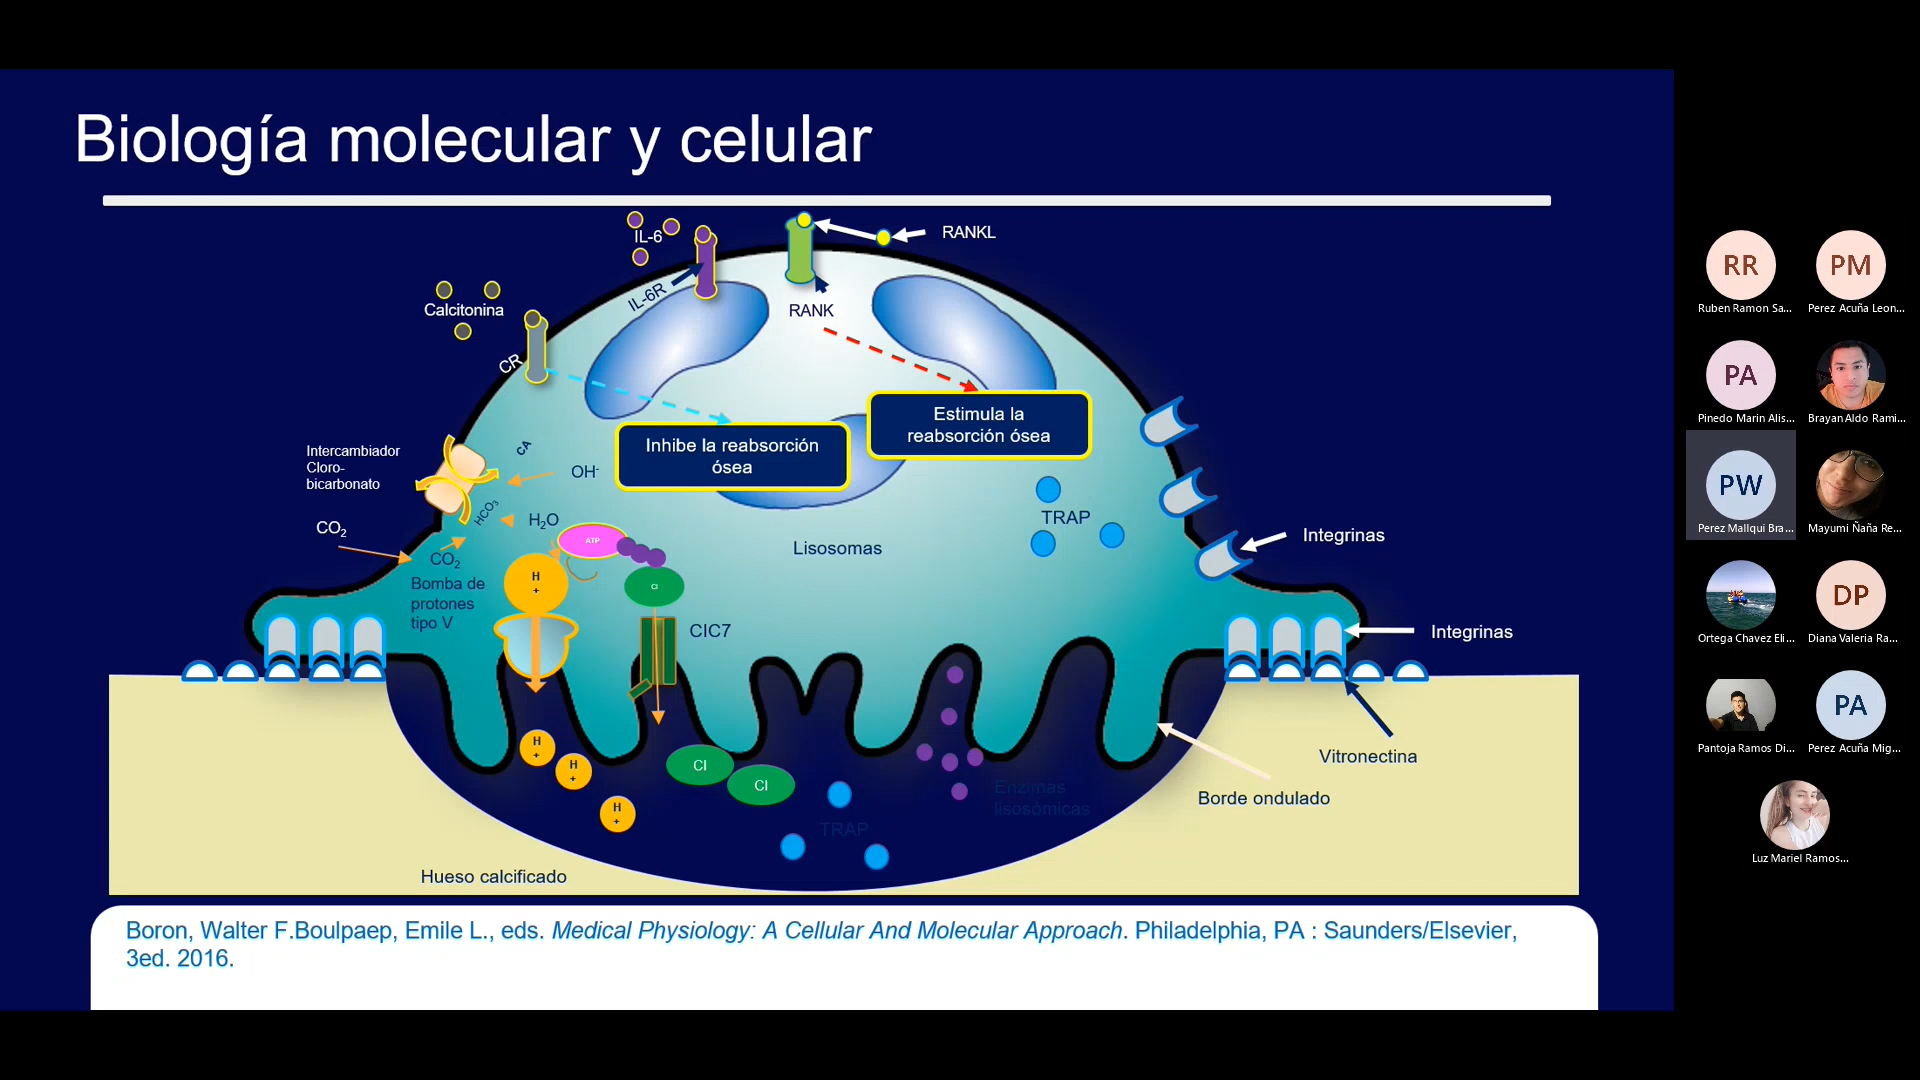 Biología molecular y celular
IL-6
RANKL
IL-6R
RANK
Calcitonina
CR
Estimula la
reabsorción ósea
Inhibe la reabsorción
ósea
Intercambiador
Cloro-
bicarbonato
CA
OH-
HCO3
H2O
CO2
CO2
ATP
TRAP
Lisosomas
Integrinas
Bomba de
protones
tipo V
H
+
Cl
ClC7
Integrinas
Vitronectina
Borde ondulado
H
+
H
+
H
+
Cl
Cl
Enzimas
lisosómicas
TRAP
Hueso calcificado
Boron, Walter F.Boulpaep, Emile L., eds. Medical Physiology: A Cellular And Molecular Approach. Philadelphia, PA : Saunders/Elsevier,
3ed. 2016.
RR
PM
Ruben Ramon Sa...
Perez Acuña Leon...
PA
Pinedo Marin Alis...
Brayan Aldo Rami...
PW
Perez Mallqui Bra...
Mayumi Ñaña Re...
DP
Ortega Chavez Eli...
Diana Valeria Ra...
PA
Pantoja Ramos Di...
Perez Acuña Mig...
Luz Mariel Ramos...